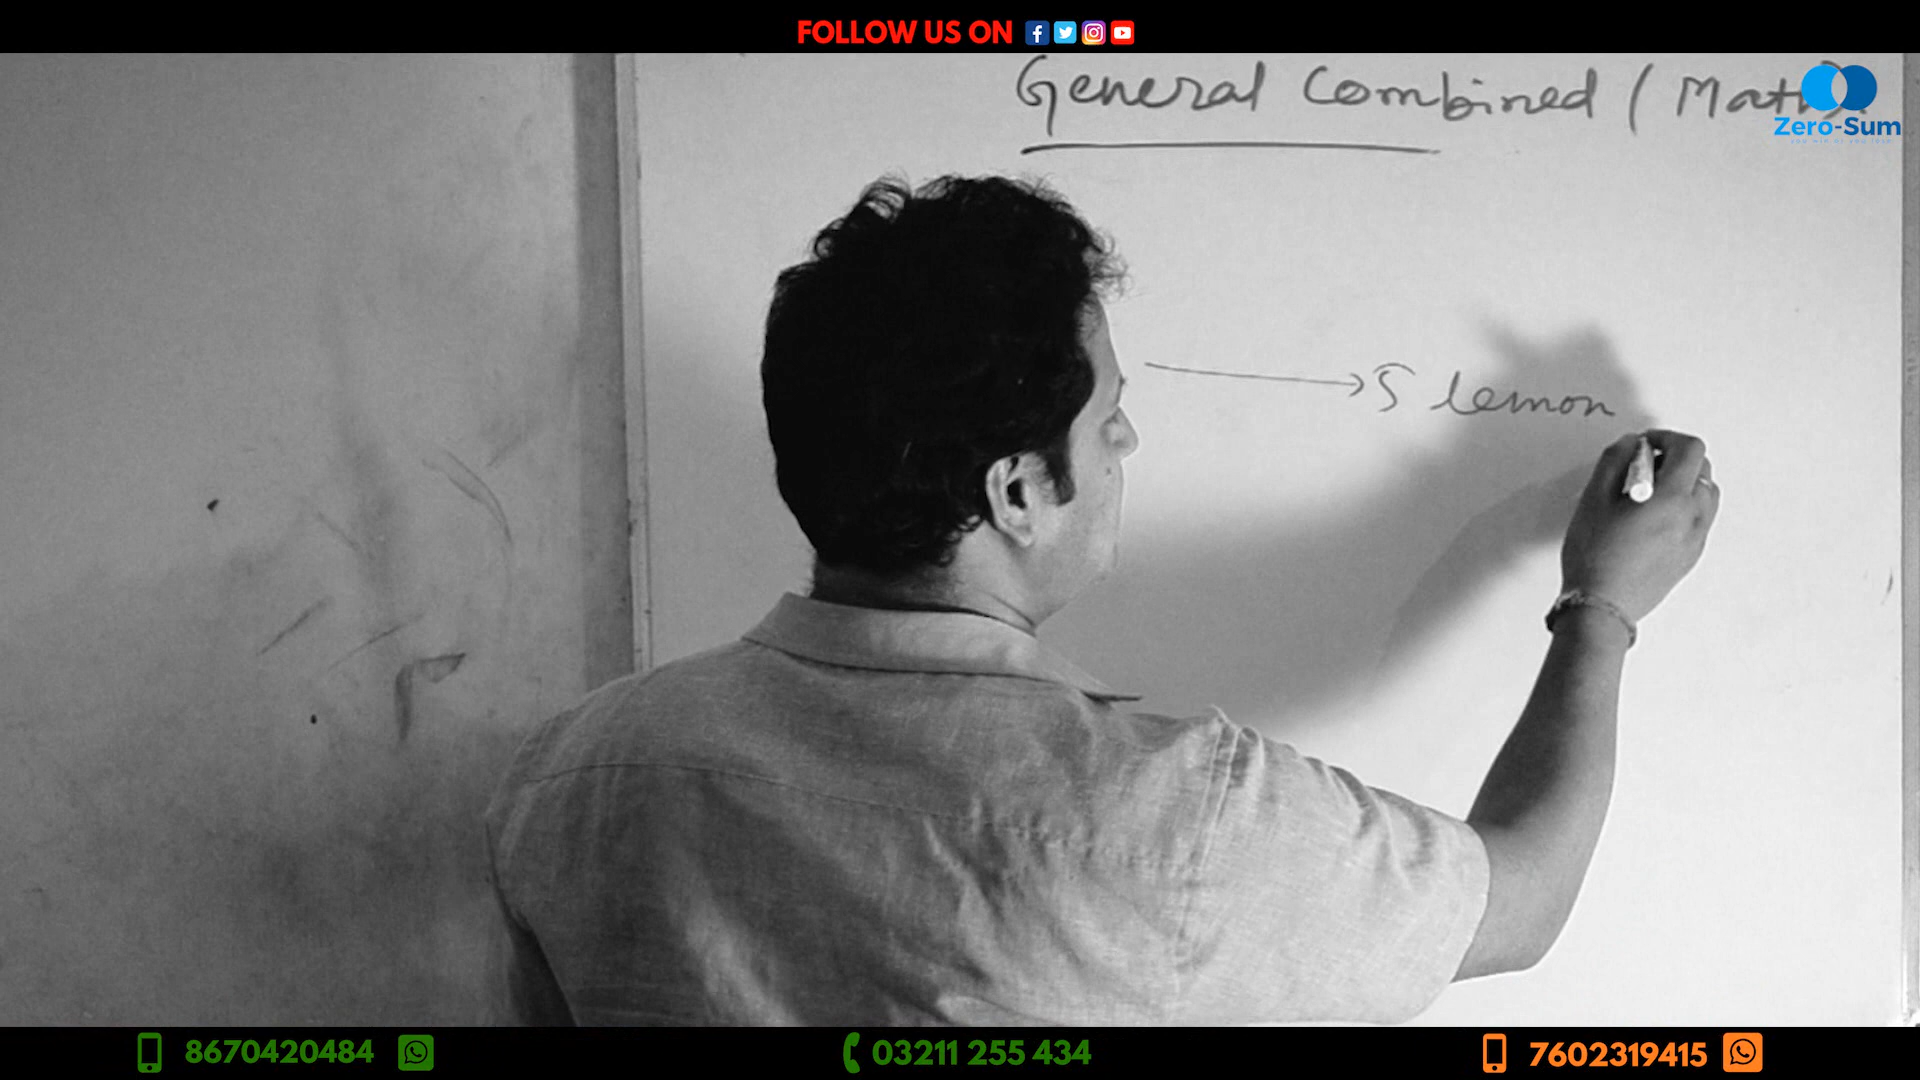 FOLLOW US ON
General Combined (Math)
Zero-Sum
5 lemon
8670420484
03211 255 434
7602319415